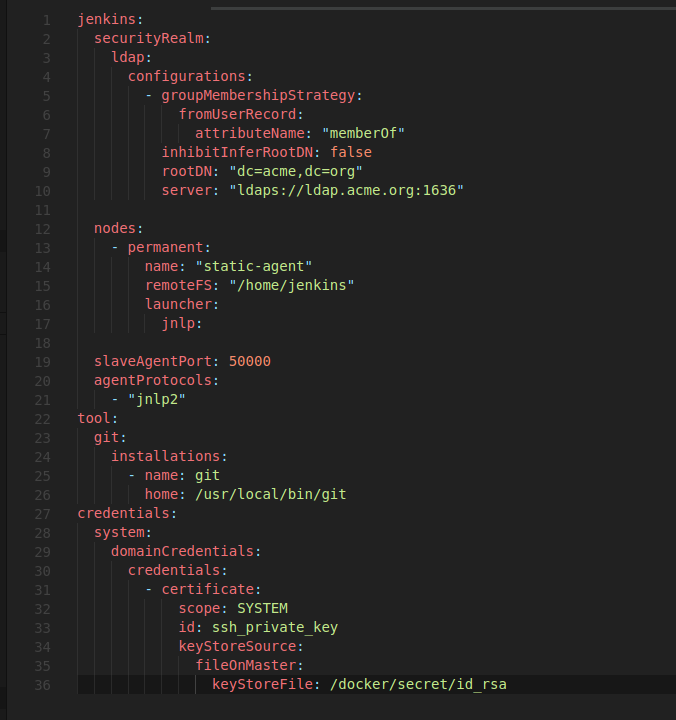 1 jenkins:
2   securityRealm:
3     ldap:
4       configurations:
5         - groupMembershipStrategy:
6             fromUserRecord:
7               attributeName: "memberOf"
8           inhibitInferRootDN: false
9           rootDN: "dc=acme,dc=org"
10           server: "ldaps://ldap.acme.org:1636"
11
12   nodes:
13     - permanent:
14         name: "static-agent"
15         remoteFS: "/home/jenkins"
16         launcher:
17           jnlp:
18
19   slaveAgentPort: 50000
20   agentProtocols:
21     - "jnlp2"
22 tool:
23   git:
24     installations:
25       - name: git
26         home: /usr/local/bin/git
27 credentials:
28   system:
29     domainCredentials:
30       credentials:
31         - certificate:
32             scope: SYSTEM
33             id: ssh_private_key
34             keyStoreSource:
35               fileOnMaster:
36                 keyStoreFile: /docker/secret/id_rsa